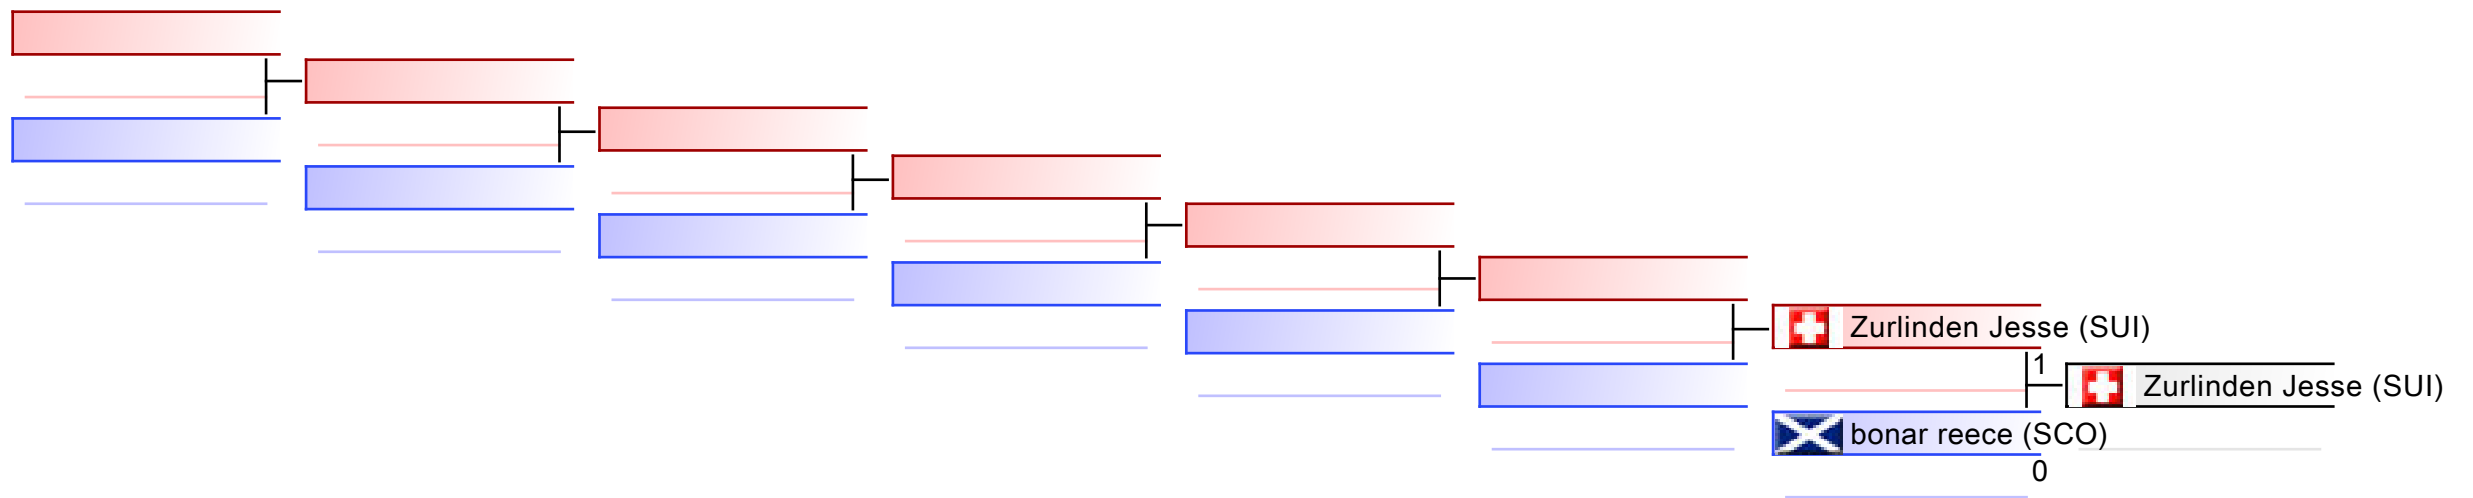 Zurlinden Jesse (SUI)
1
Zurlinden Jesse (SUI)
bonar reece (SCO)
0